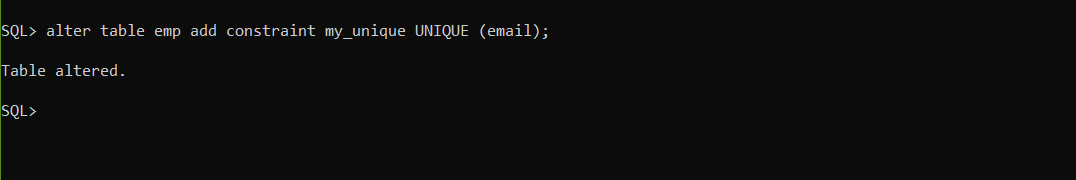 SQL> alter table emp add constraint my_unique UNIQUE (email);
Table altered.
SQL>